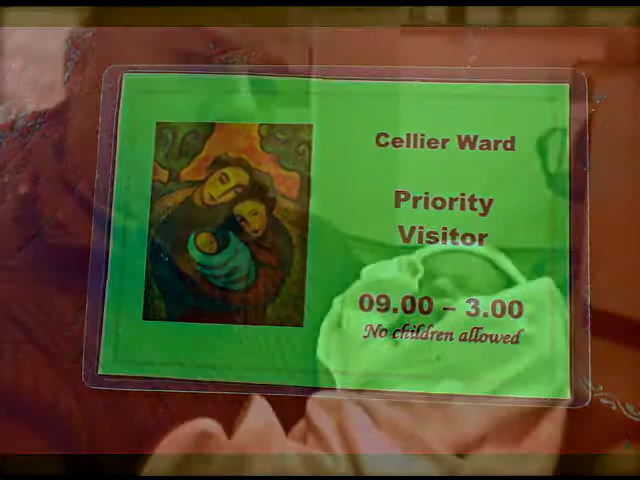 Cellier Ward
Priority
Visitor
09.00 – 3.00
No children allowed